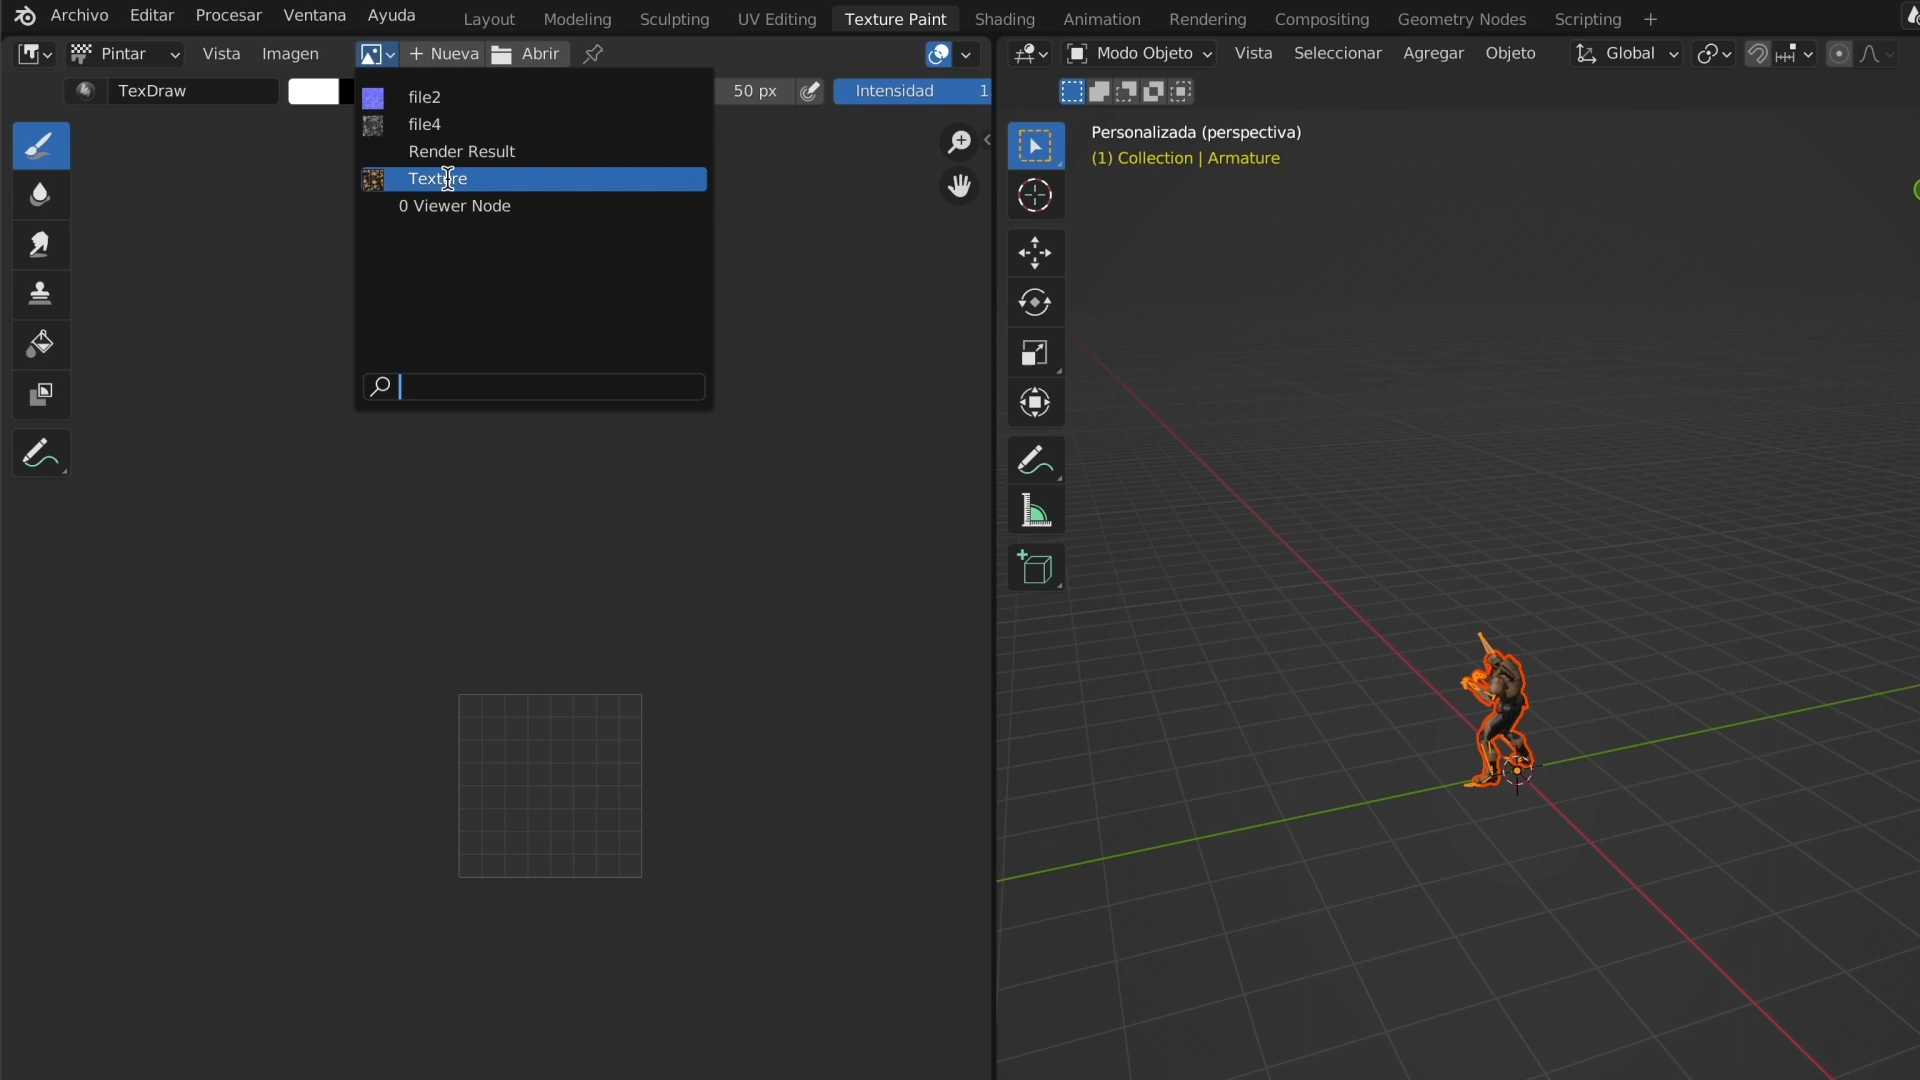 Archivo Editar Procesar Ventana Ayuda Layout Modeling Sculpting UV Editing Texture Paint Shading Animation Rendering Compositing Geometry Nodes Scripting +
Pintar Vista Imagen + Nueva Abrir
TexDraw 50 px Intensidad 1
file2
file4
Render Result
Texture
0 Viewer Node
Modo Objeto Vista Seleccionar Agregar Objeto Global
Personalizada (perspectiva)
(1) Collection | Armature